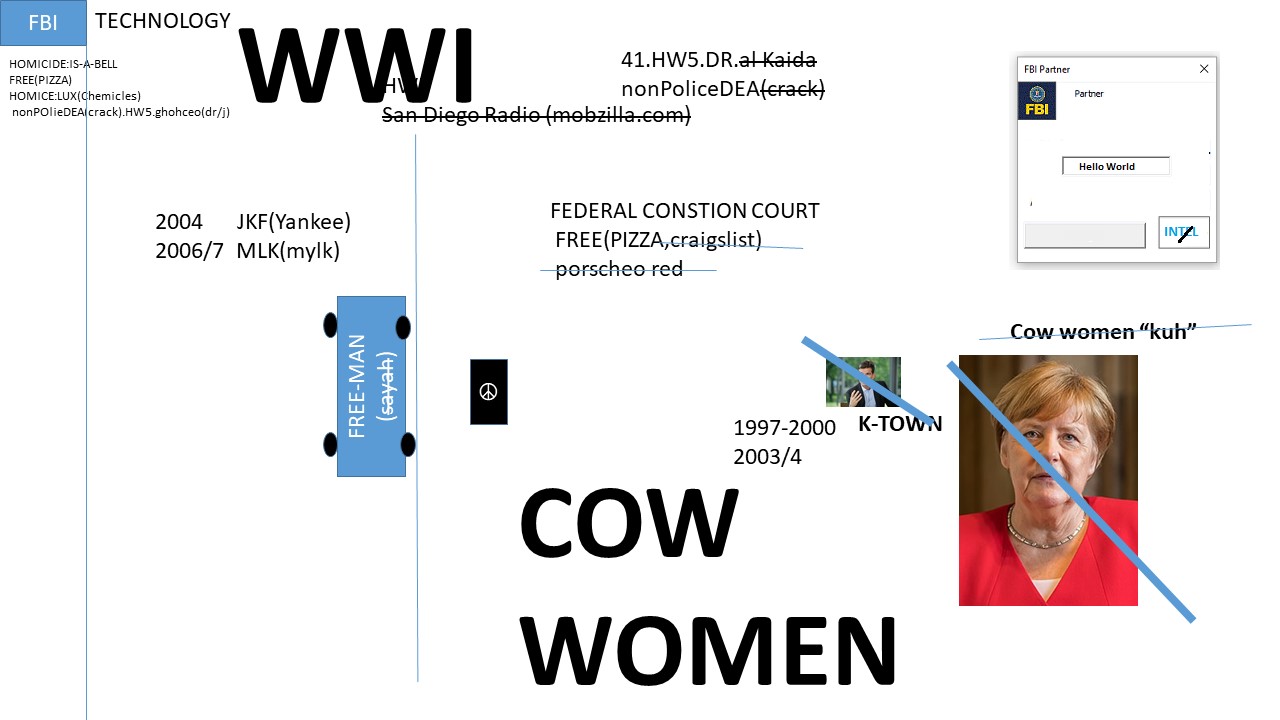 FBI
TECHNOLOGY
WWI
HOMICIDE:IS-A-BELL
FREE(PIZZA)
HOMICE:LUX(Chemicles)
nonPOlieDEA(crack).HW5.ghohceo(dr/j)
San Diego Radio (mobzilla.com)
41.HW5.DR.al Kaida
nonPoliceDEA(crack)
FBI Partner
FBI
Partner
Hello World
INTEL
2004 JKF(Yankee)
2006/7 MLK(mylk)
FEDERAL CONSTION COURT
FREE(PIZZA,craigslist)
porscheo red
FREE-MAN
(sayah)
Cow women “kuh”
K-TOWN
1997-2000
2003/4
COW
WOMEN